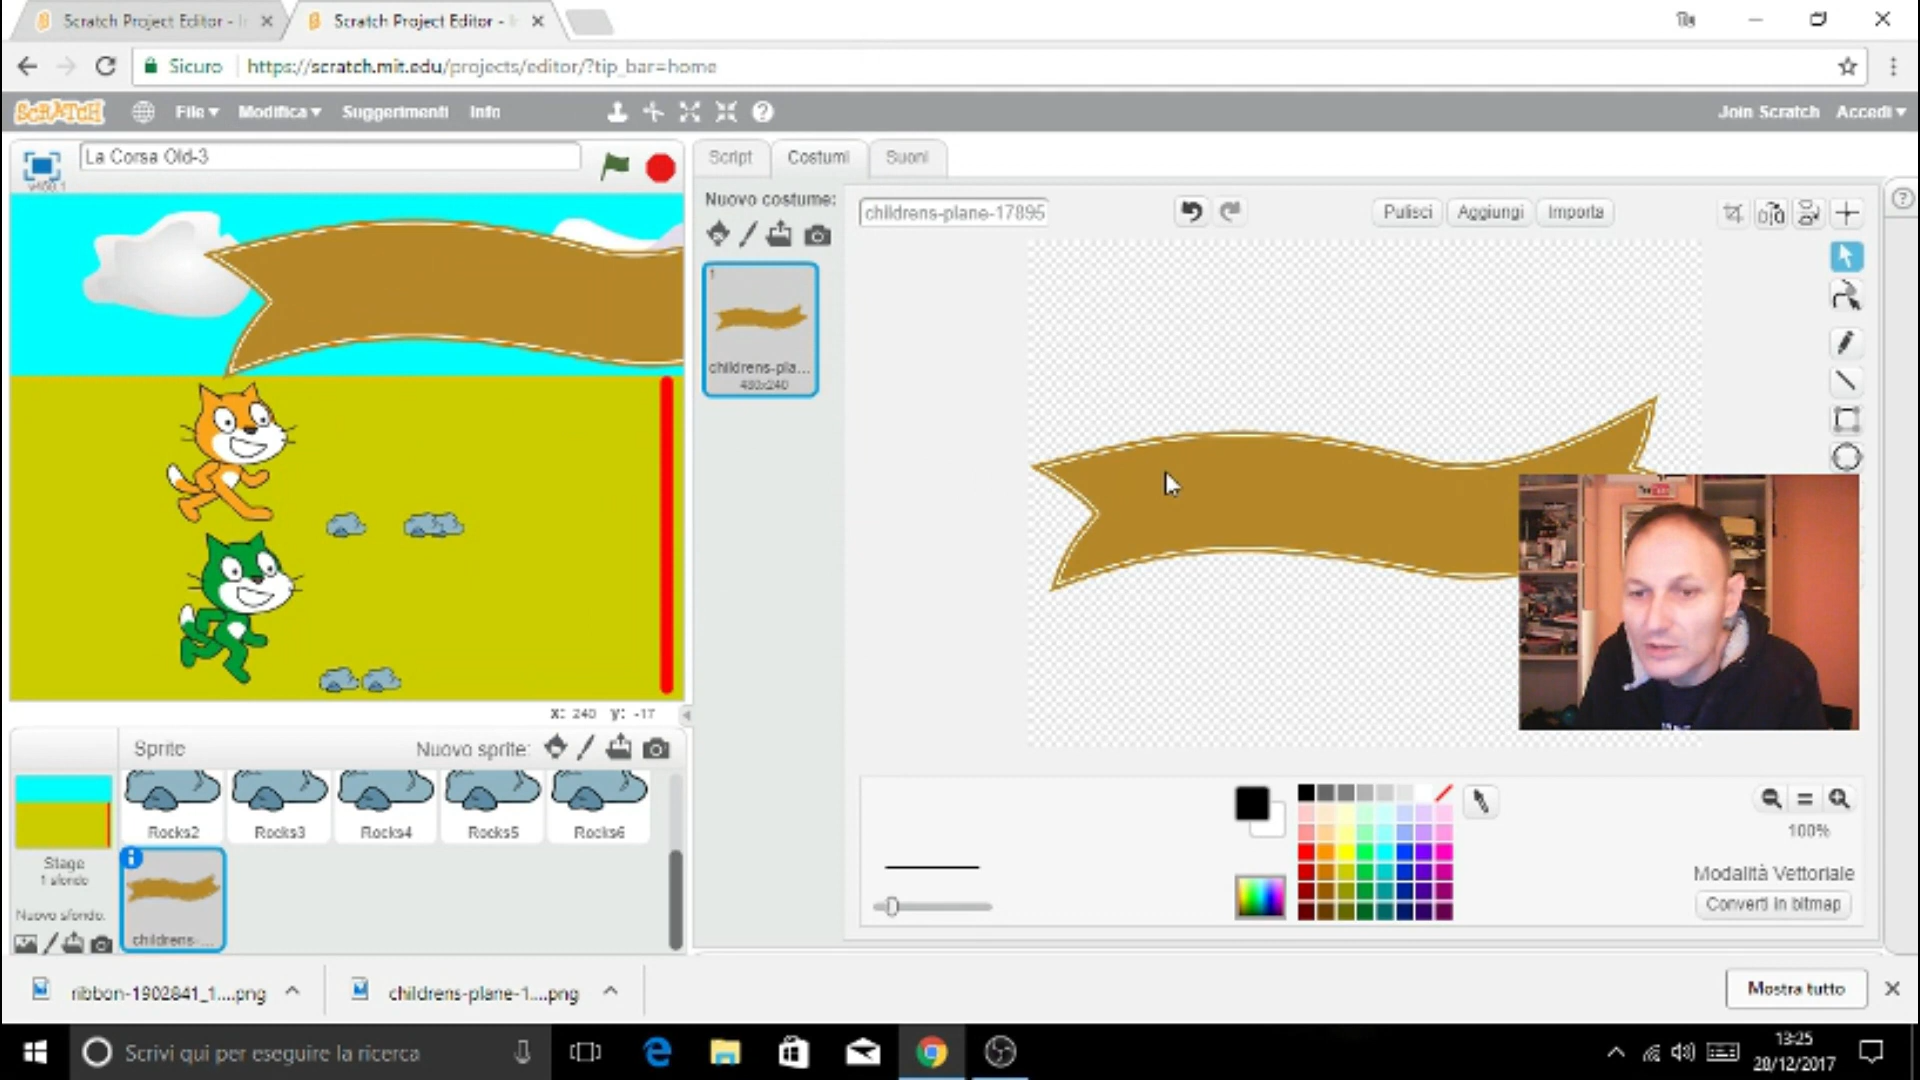 Scratch Project Editor - I
Scratch Project Editor - I
Sicuro
https://scratch.mit.edu/projects/editor/?tip_bar=home
SCRATCH
File
Modifica
Suggerimenti
Info
Join Scratch
Accedi
La Corsa Old-3
Script
Costumi
Suoni
Nuovo costume:
childrens-plane-17895
Pulisci
Aggiungi
Importa
1
childrens-pla...
480x240
x: 240 y: -17
Sprite
Nuovo sprite:
Rocks2
Rocks3
Rocks4
Rocks5
Rocks6
Stage
1 sfondo
Nuovo sfondo:
childrens-...
100%
Modalità Vettoriale
Converti in bitmap
ribbon-1902841_1....png
childrens-plane-1....png
Mostra tutto
Scrivi qui per eseguire la ricerca
13:25
28/12/2017